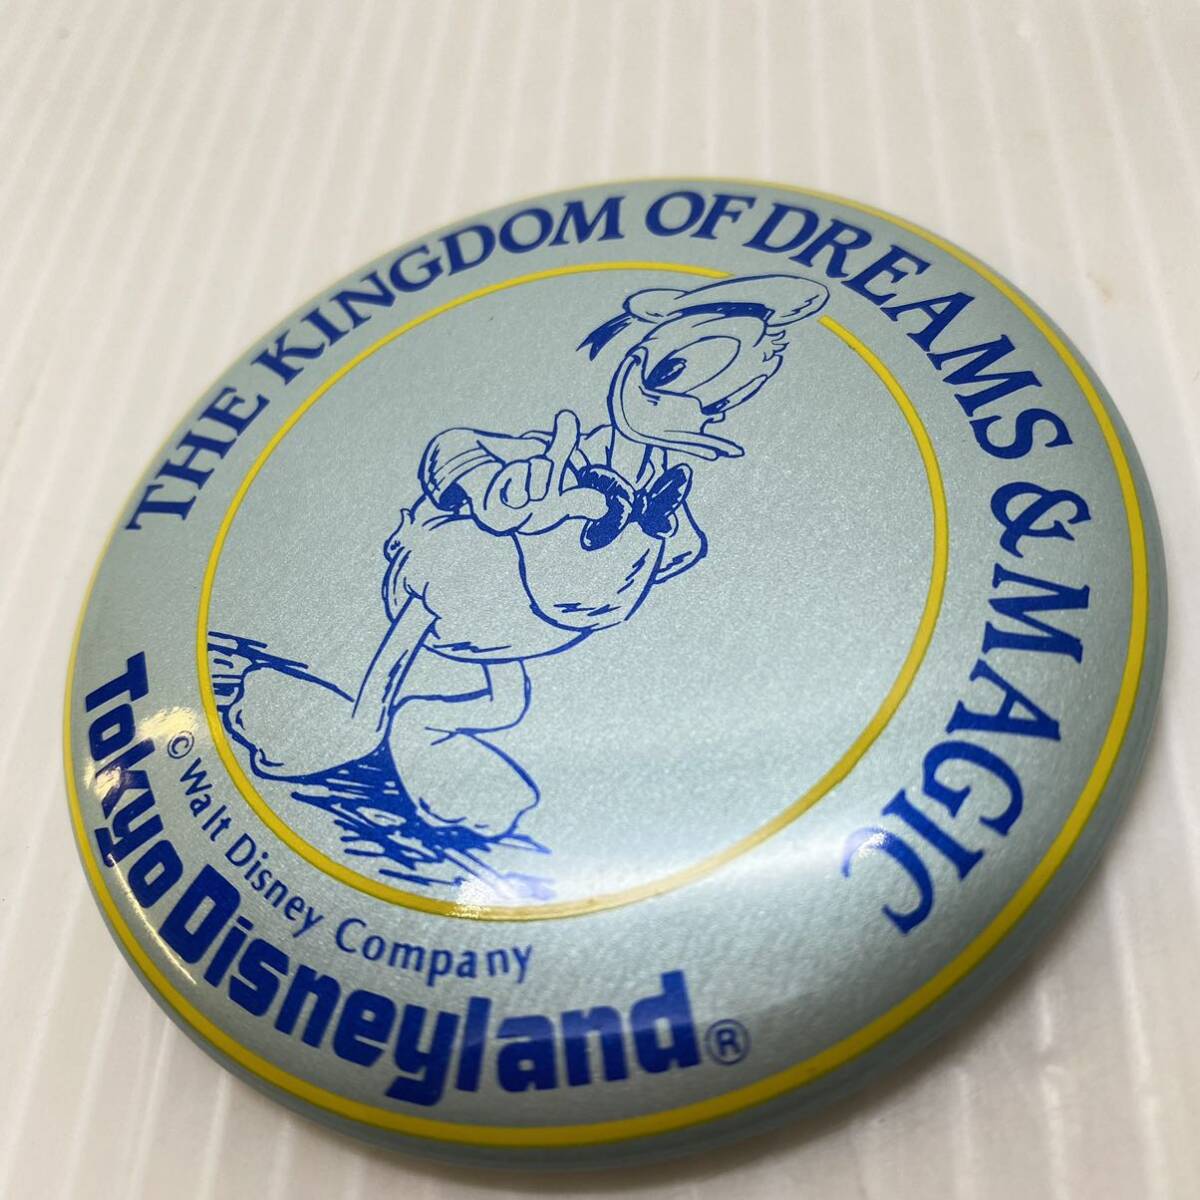 THE KINGDOM OF DREAMS & MAGIC
© Walt Disney Company
Tokyo Disneyland®